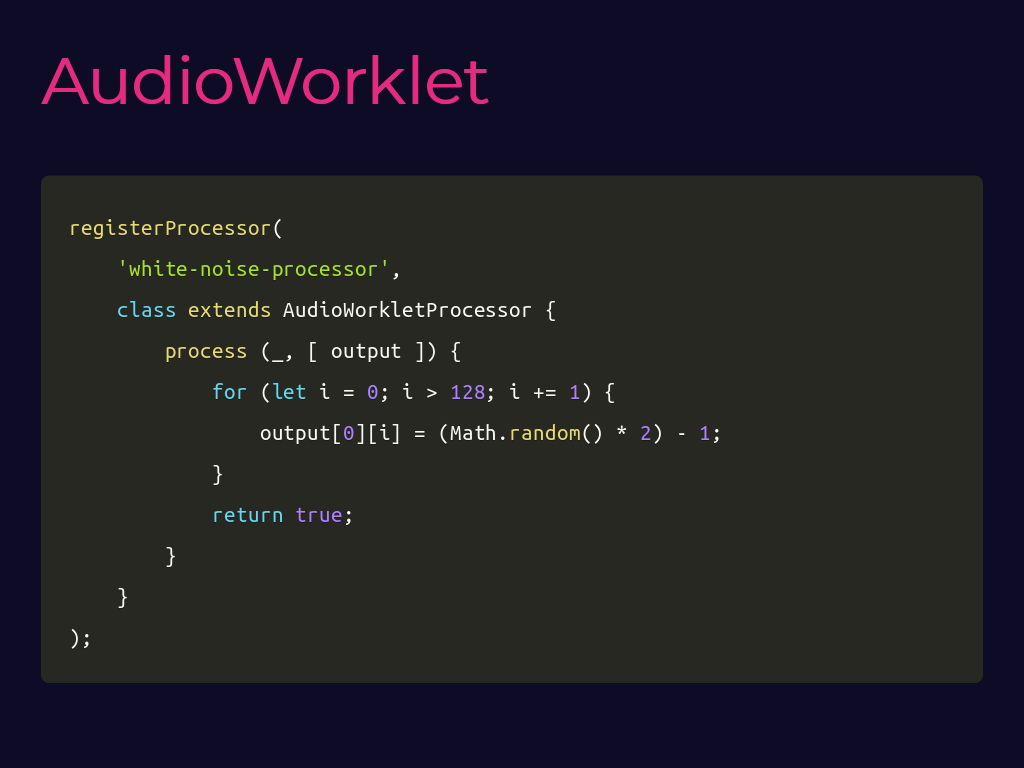 AudioWorklet
registerProcessor(
    'white-noise-processor',
    class extends AudioWorkletProcessor {
        process (_, [ output ]) {
            for (let i = 0; i > 128; i += 1) {
                output[0][i] = (Math.random() * 2) - 1;
            }
            return true;
        }
    }
);